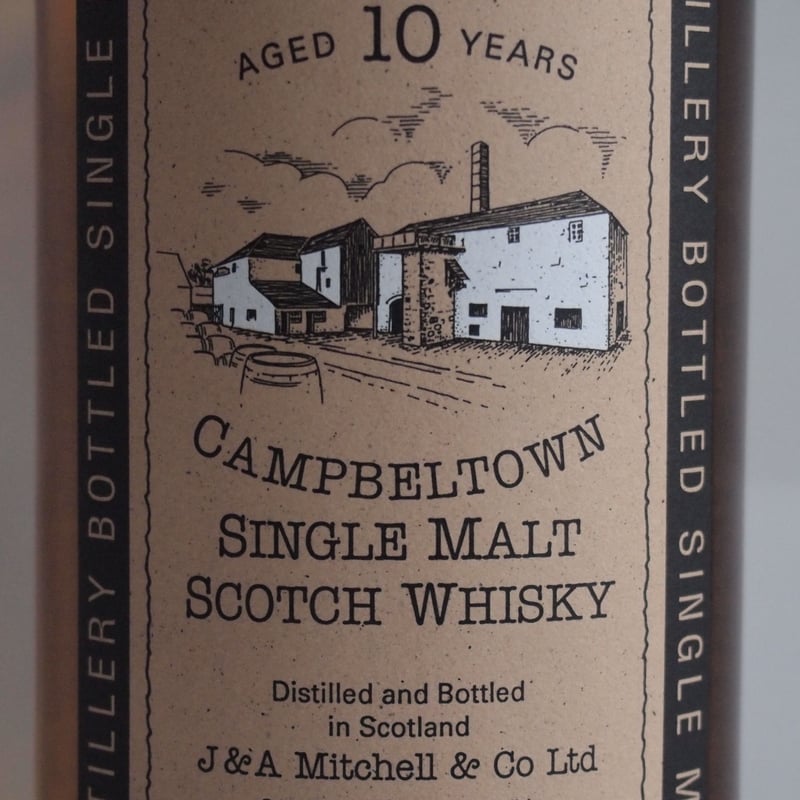 AGED 10 YEARS
CAMPBELTOWN
SINGLE MALT
SCOTCH WHISKY
Distilled and Bottled
in Scotland
J & A Mitchell & Co Ltd
TILLERY BOTTLED SINGLE
ILLERY BOTTLED SINGLE M